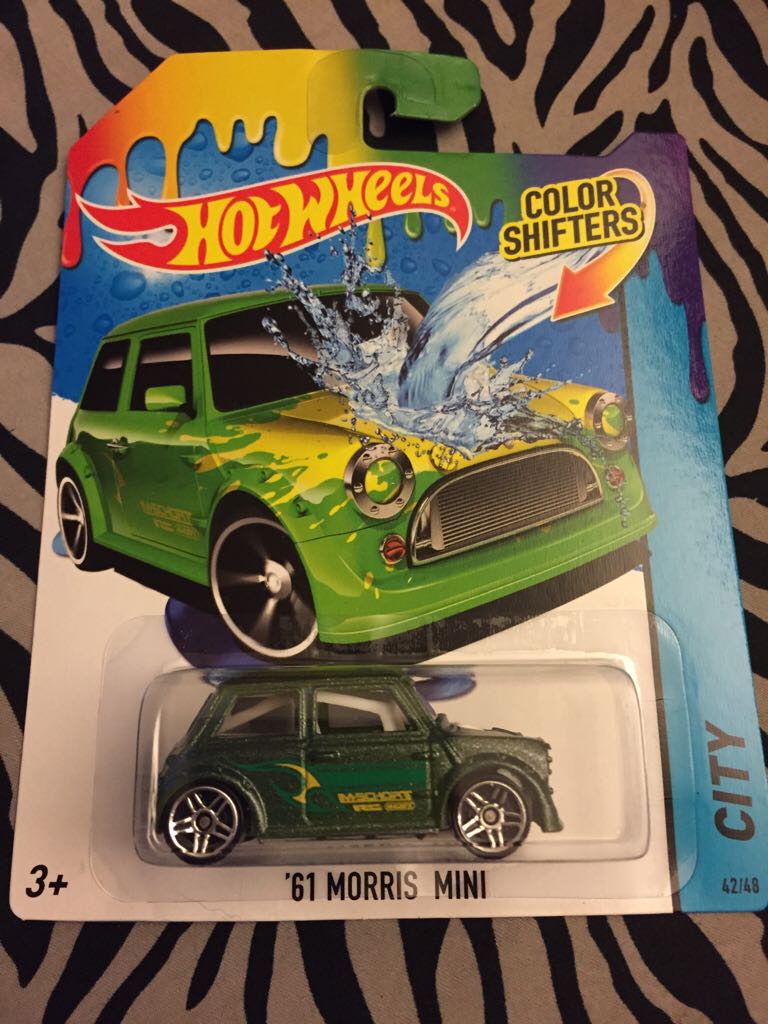 HOT WHEELS
COLOR
SHIFTERS
'61 MORRIS MINI
3+
CITY
42/48